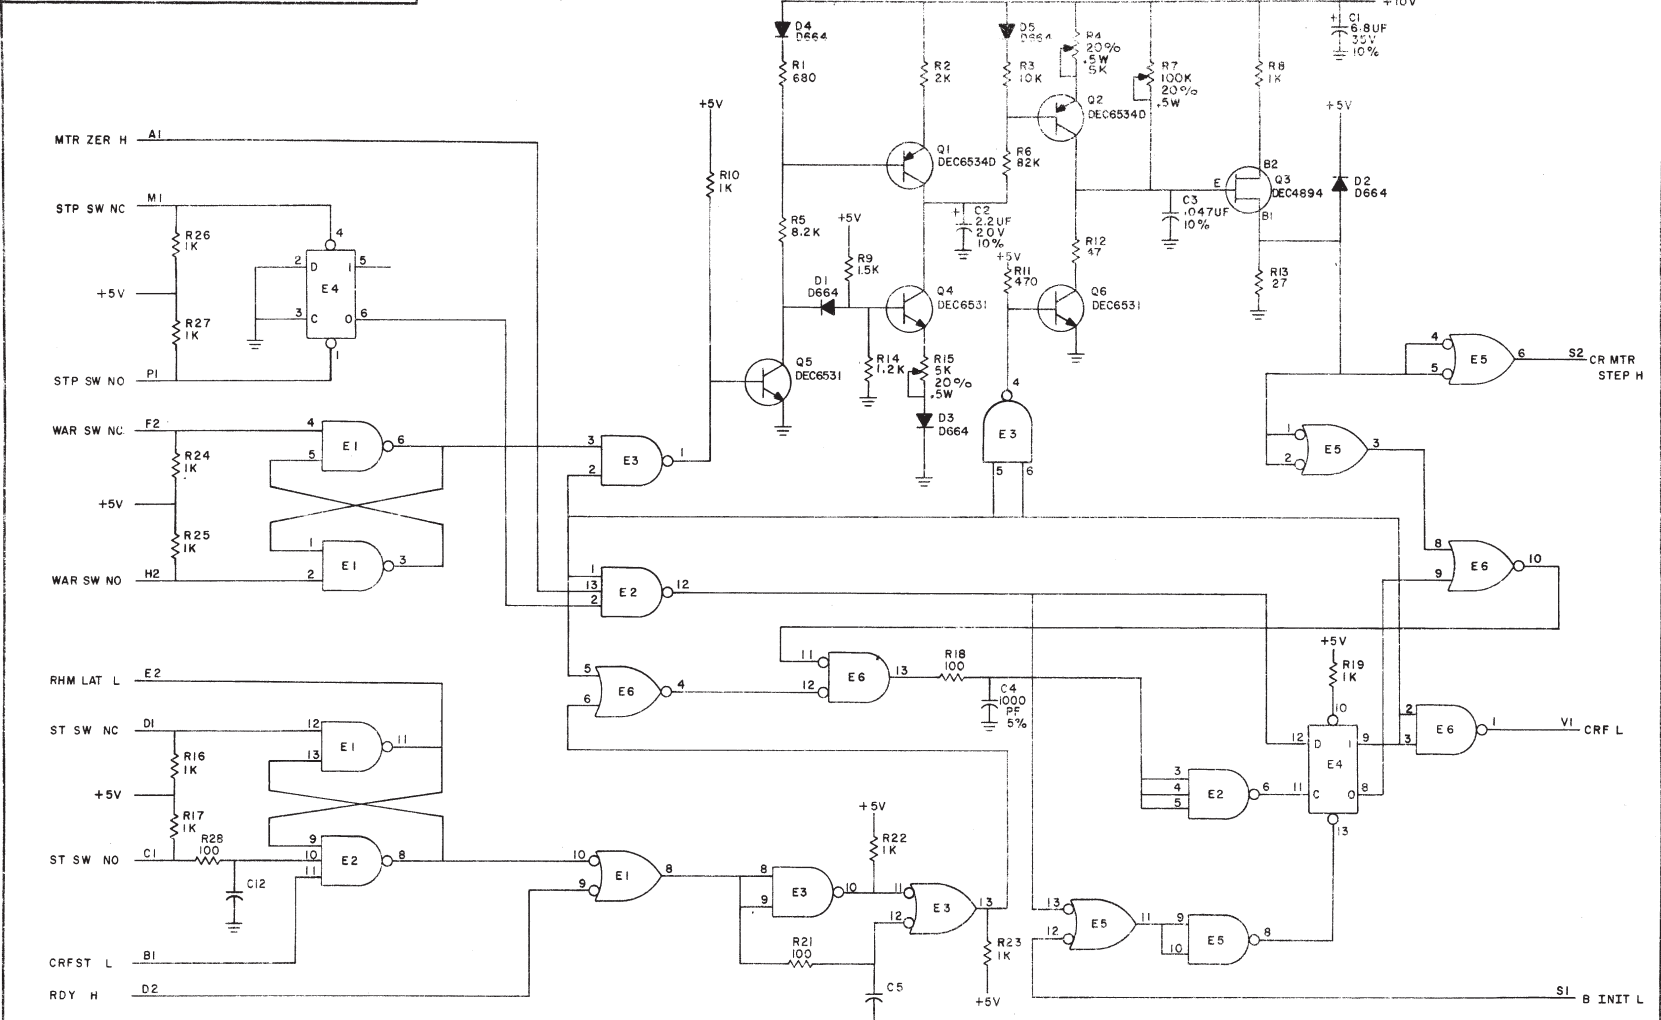 +10V
D4
D664
R1
680
R2
2K
D5
D664
R3
10K
R4
20%
.5W
5K
R7
100K
20%
.5W
R8
1K
C1
+
6.8UF
35V
10%
+5V
MTR ZER H
A1
+5V
R10
1K
Q1
DEC6534D
Q2
DEC6534D
R6
82K
B2
E
Q3
DEC4894
B1
D2
D664
STP SW NC
M1
R26
1K
+5V
R27
1K
STP SW NO
P1
4
2
D
1
5
E4
3
C
0
6
1
R5
8.2K
+5V
R9
1.5K
D1
D664
+
C2
2.2UF
20V
10%
C3
.047UF
10%
R12
47
+5V
R11
470
Q4
DEC6531
Q6
DEC6531
R13
27
Q5
DEC6531
R14
1.2K
R15
5K
20%
.5W
D3
D664
4
E3
5
6
4
5
E5
6
S2
CR MTR
STEP H
WAR SW NC
F2
R24
1K
+5V
R25
1K
WAR SW NO
H2
4
5
E1
6
1
2
E1
3
3
2
E3
1
1
2
E5
3
1
13
2
E2
12
8
9
E6
10
RHM LAT L
E2
ST SW NC
D1
R16
1K
+5V
R17
1K
R28
100
ST SW NO
C1
C12
12
13
E1
11
9
10
11
E2
8
5
6
E6
4
11
12
E6
13
R18
100
C4
1000
PF
5%
+5V
R19
1K
10
12
D
1
9
E4
11
C
0
8
13
2
3
E6
1
V1
CRF L
3
4
5
E2
6
10
9
E1
8
8
9
E3
10
+5V
R22
1K
11
12
E3
13
R21
100
C5
R23
1K
+5V
13
12
E5
11
9
10
E5
8
CRFST L
B1
RDY H
D2
S1
B INIT L